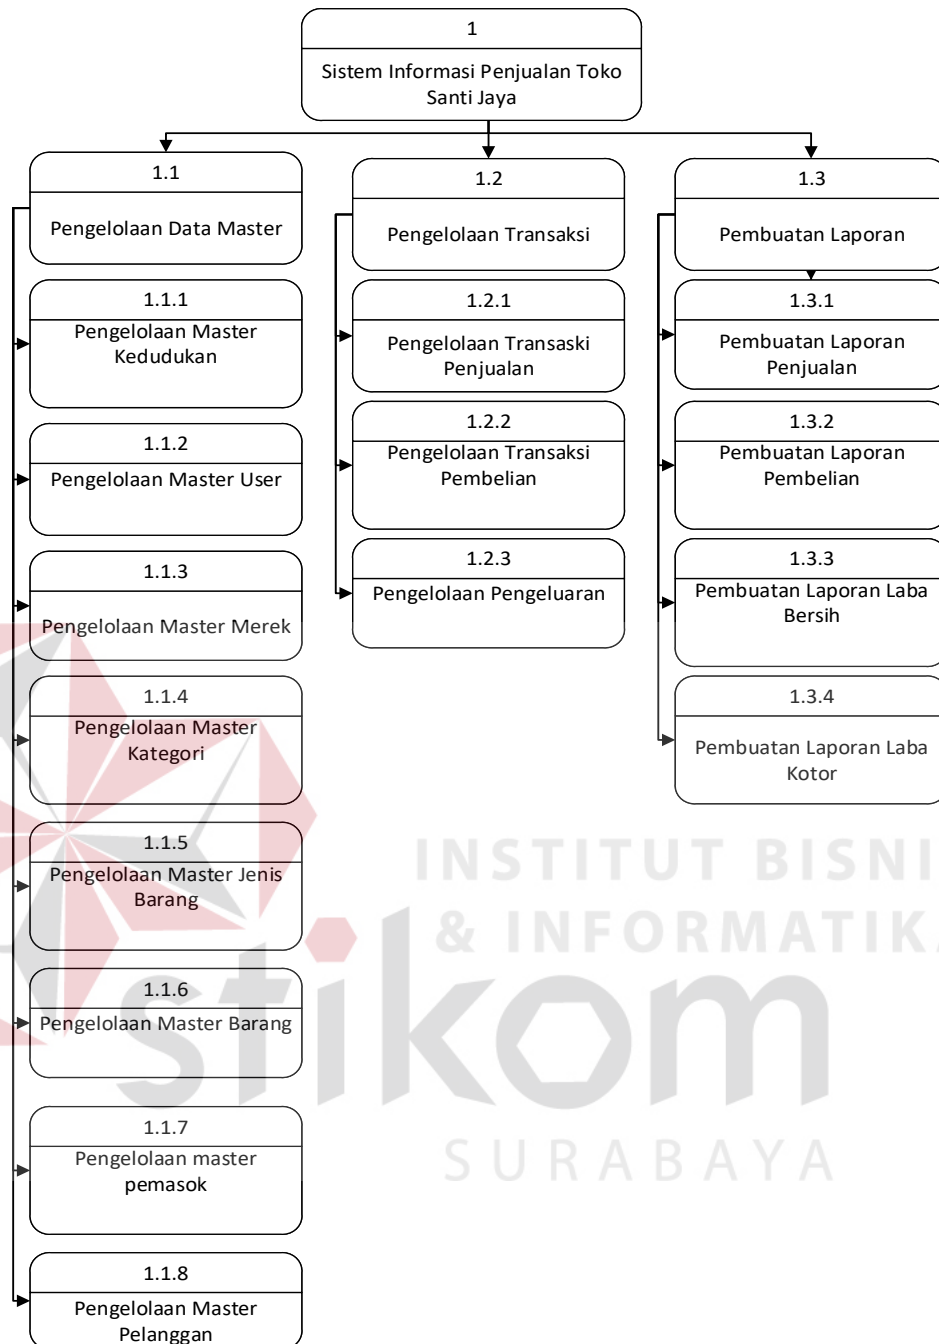 1
Sistem Informasi Penjualan Toko
Santi Jaya
1.1
Pengelolaan Data Master
1.1.1
Pengelolaan Master
Kedudukan
1.1.2
Pengelolaan Master User
1.1.3
Pengelolaan Master Merek
1.1.4
Pengelolaan Master
Kategori
1.1.5
Pengelolaan Master Jenis
Barang
1.1.6
Pengelolaan Master Barang
1.1.7
Pengelolaan master
pemasok
1.1.8
Pengelolaan Master
Pelanggan
1.2
Pengelolaan Transaksi
1.2.1
Pengelolaan Transaski
Penjualan
1.2.2
Pengelolaan Transaksi
Pembelian
1.2.3
Pengelolaan Pengeluaran
1.3
Pembuatan Laporan
1.3.1
Pembuatan Laporan
Penjualan
1.3.2
Pembuatan Laporan
Pembelian
1.3.3
Pembuatan Laporan Laba
Bersih
1.3.4
Pembuatan Laporan Laba
Kotor
INSTITUT BISNI
& INFORMATIKA
stikom
SURABAYA